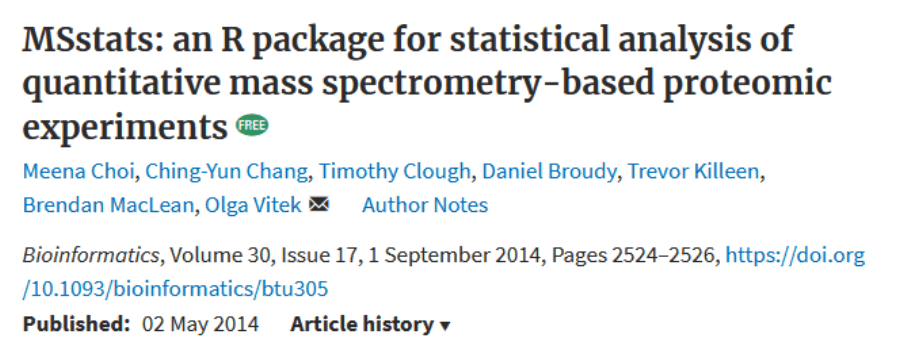 MSstats: an R package for statistical analysis of
quantitative mass spectrometry-based proteomic
experiments FREE
Meena Choi, Ching-Yun Chang, Timothy Clough, Daniel Broudy, Trevor Killeen,
Brendan MacLean, Olga Vitek Author Notes
Bioinformatics, Volume 30, Issue 17, 1 September 2014, Pages 2524–2526, https://doi.org
/10.1093/bioinformatics/btu305
Published: 02 May 2014 Article history ▾